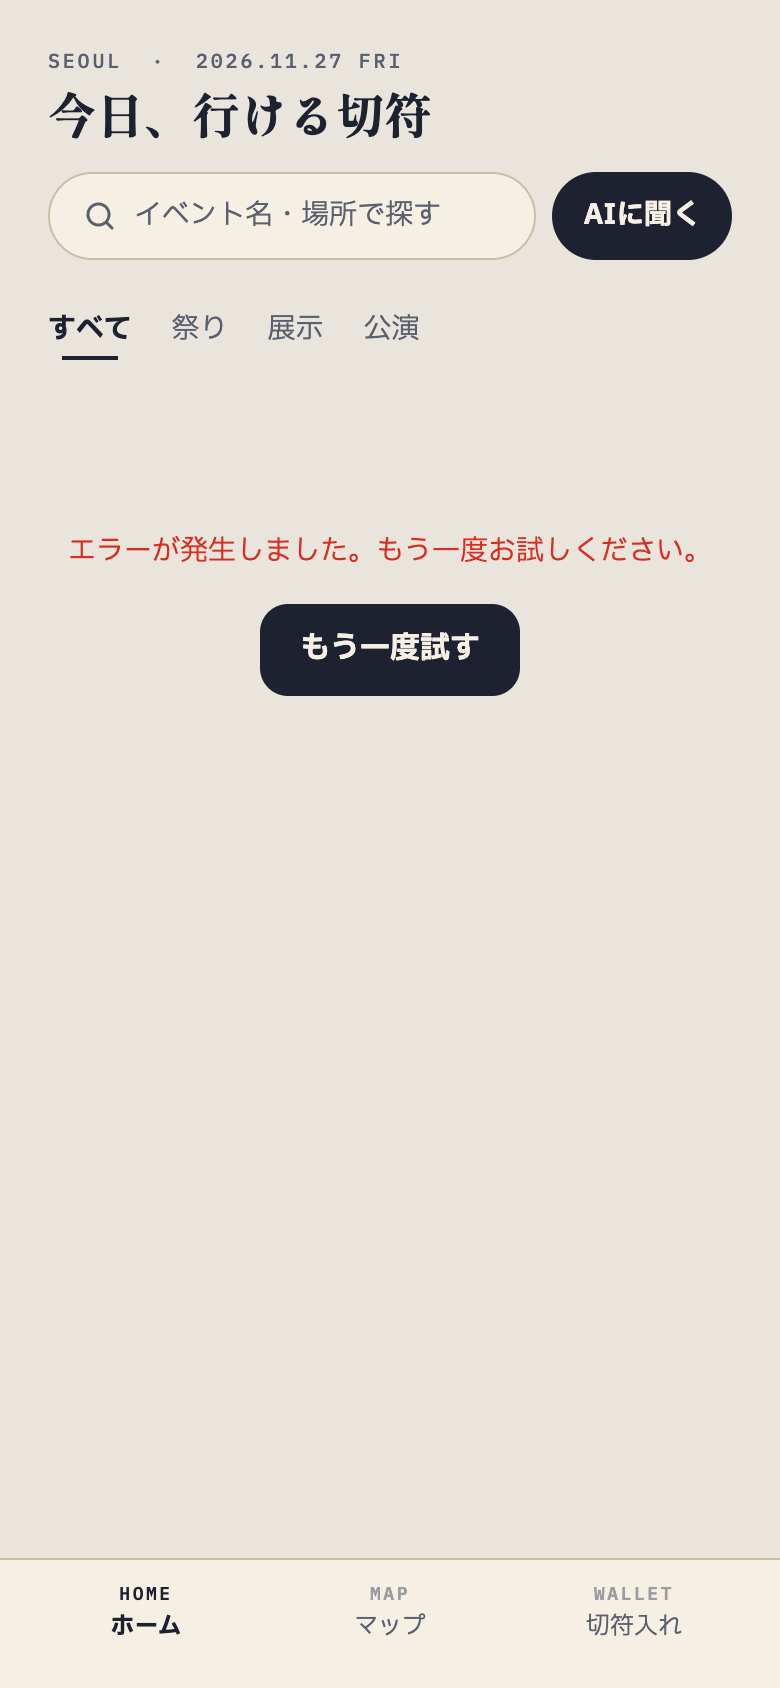 SEOUL · 2026.11.27 FRI
今日、行ける切符
イベント名・場所で探す
AIに聞く
すべて 祭り 展示 公演
エラーが発生しました。もう一度お試しください。
もう一度試す
HOME MAP WALLET
ホーム マップ 切符入れ